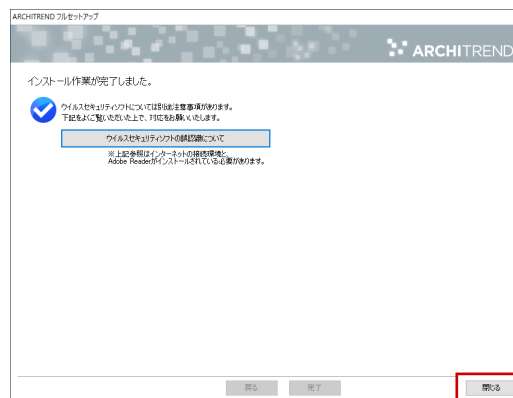 ARCHITREND フルセットアップ
ARCHITREND
インストール作業が完了しました。
ウイルスセキュリティソフトについては別途注意事項があります。
下記をよくご覧いただいた上で、対応をお願いいたします。
ウイルスセキュリティソフトの誤認識について
※上記参照はインターネットの接続環境と、
Adobe Readerがインストールされている必要があります。
戻る
完了
閉じる